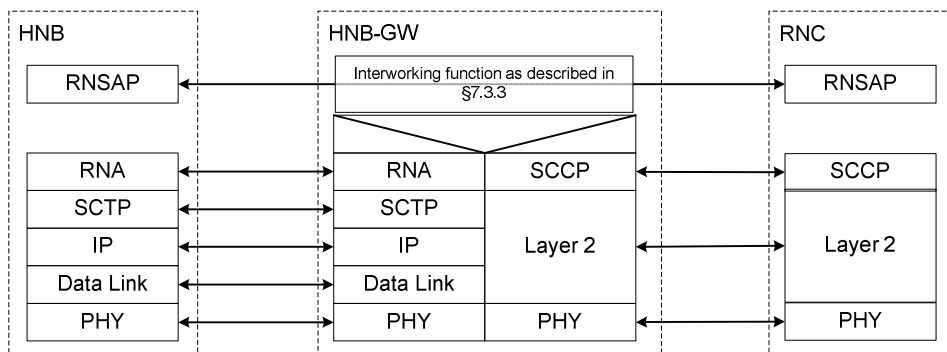 HNB
HNB-GW
RNC
RNSAP
Interworking function as described in
§7.3.3
RNSAP
RNA
RNA
SCCP
SCCP
SCTP
SCTP
IP
IP
Layer 2
Layer 2
Data Link
Data Link
PHY
PHY
PHY
PHY